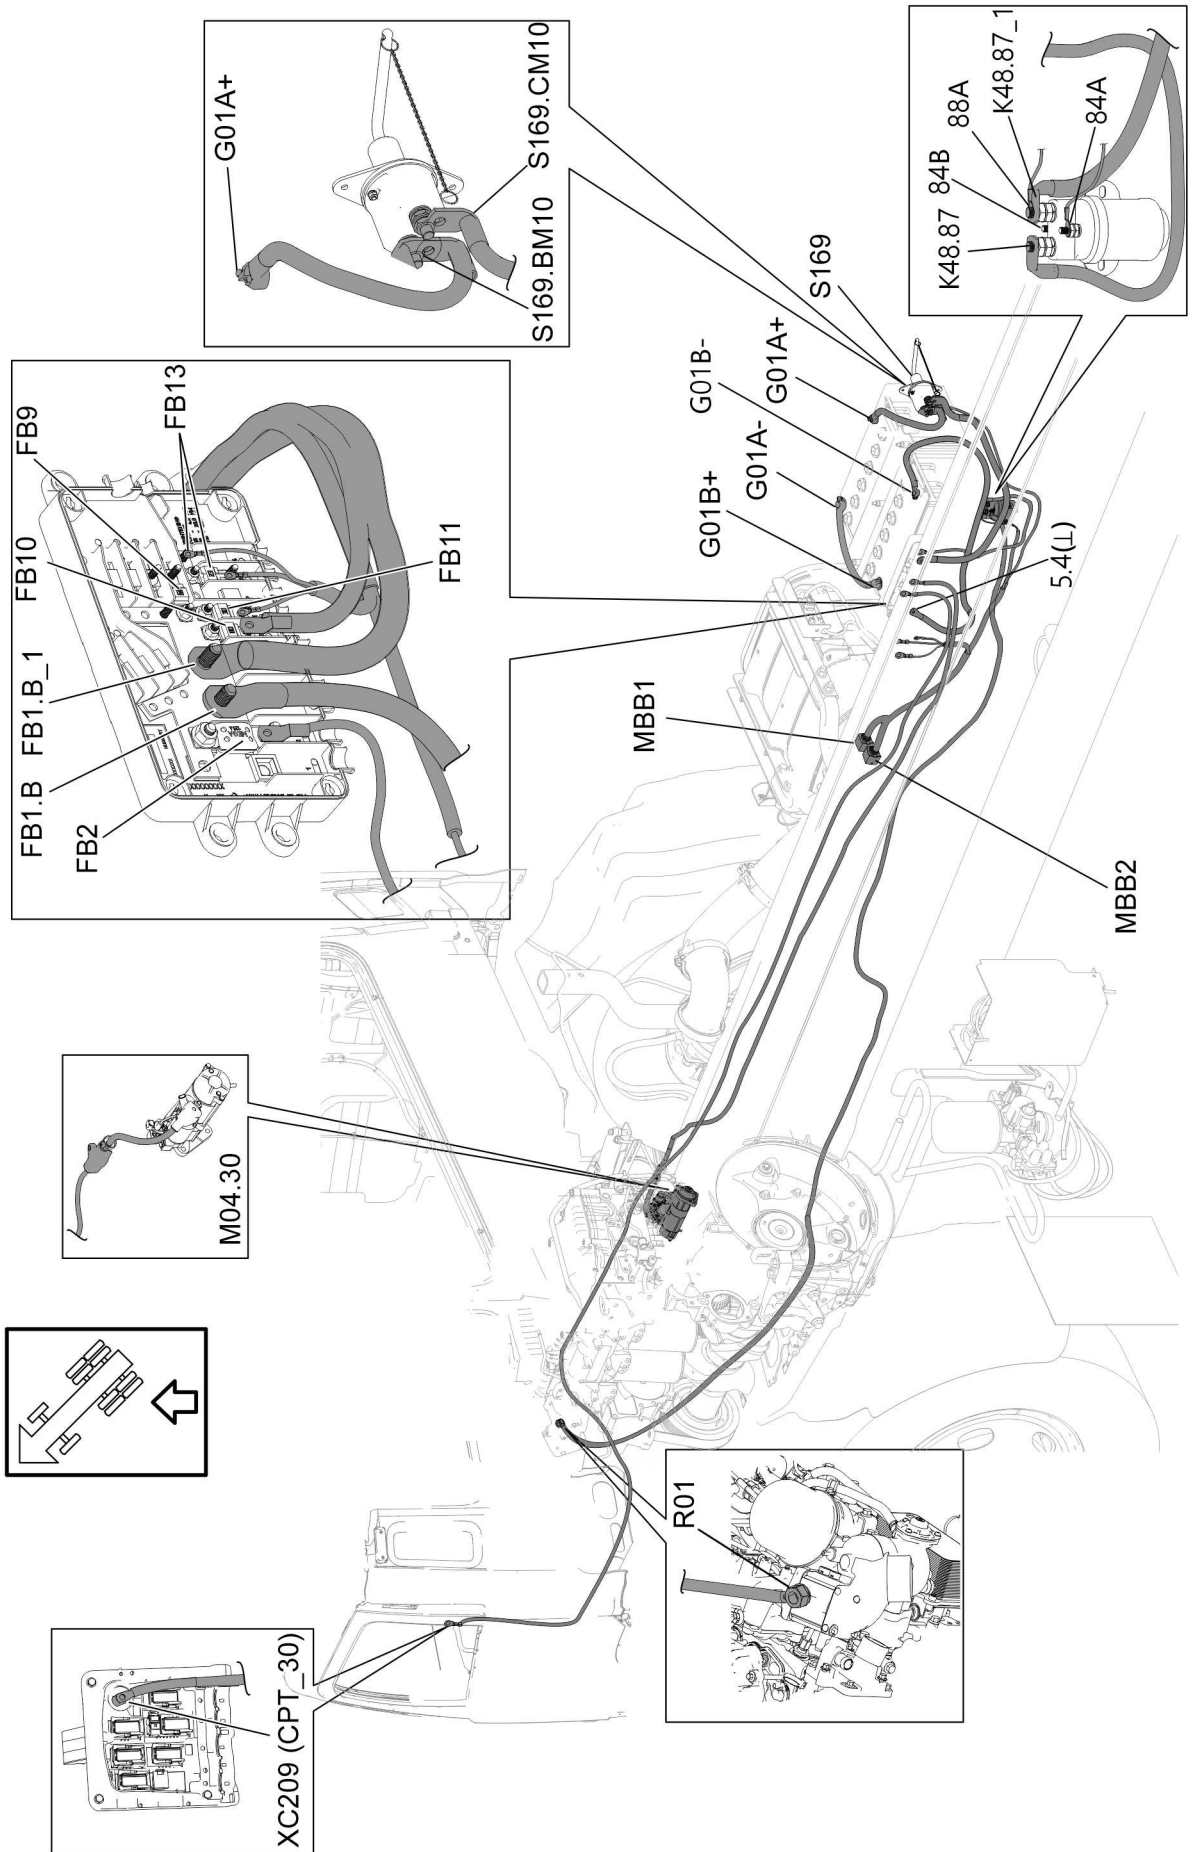 G01A+
S169.CM10
S169.BM10
K48.87_1
88A
84B
K48.87
84A
FB9
FB13
FB10
FB11
FB1.B_1
FB1.B
FB2
S169
G01A+
G01B-
G01A-
G01B+
5.4(⊥)
MBB1
MBB2
M04.30
R01
XC209 (CPT_30)